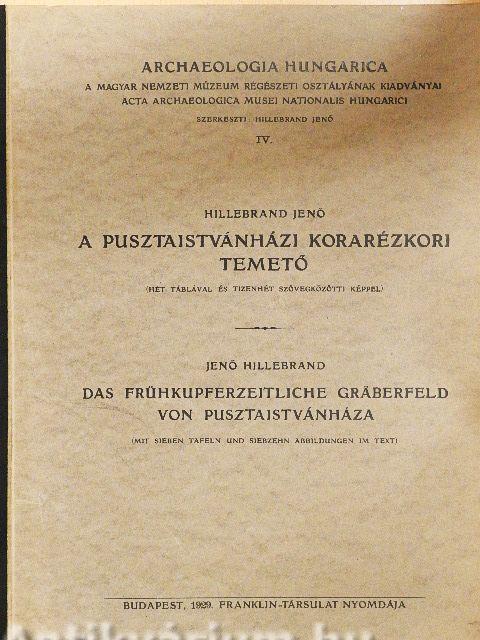 ARCHAEOLOGIA HUNGARICA
A MAGYAR NEMZETI MÚZEUM RÉGÉSZETI OSZTÁLYÁNAK KIADVÁNYAI
ACTA ARCHAEOLOGICA MUSEI NATIONALIS HUNGARICI
SZERKESZTI: HILLEBRAND JENŐ
IV.
HILLEBRAND JENŐ
A PUSZTAISTVÁNHÁZI KORARÉZKORI
TEMETŐ
(HÉT TÁBLÁVAL ÉS TIZENHÉT SZÖVEGKÖZÖTTI KÉPPEL)
JENŐ HILLEBRAND
DAS FRÜHKUPFERZEITLICHE GRÄBERFELD
VON PUSZTAISTVÁNHÁZA
(MIT SIEBEN TAFELN UND SIEBZEHN ABBILDUNGEN IM TEXT)
BUDAPEST, 1929. FRANKLIN-TÁRSULAT NYOMDÁJA
Antikvárium.hu